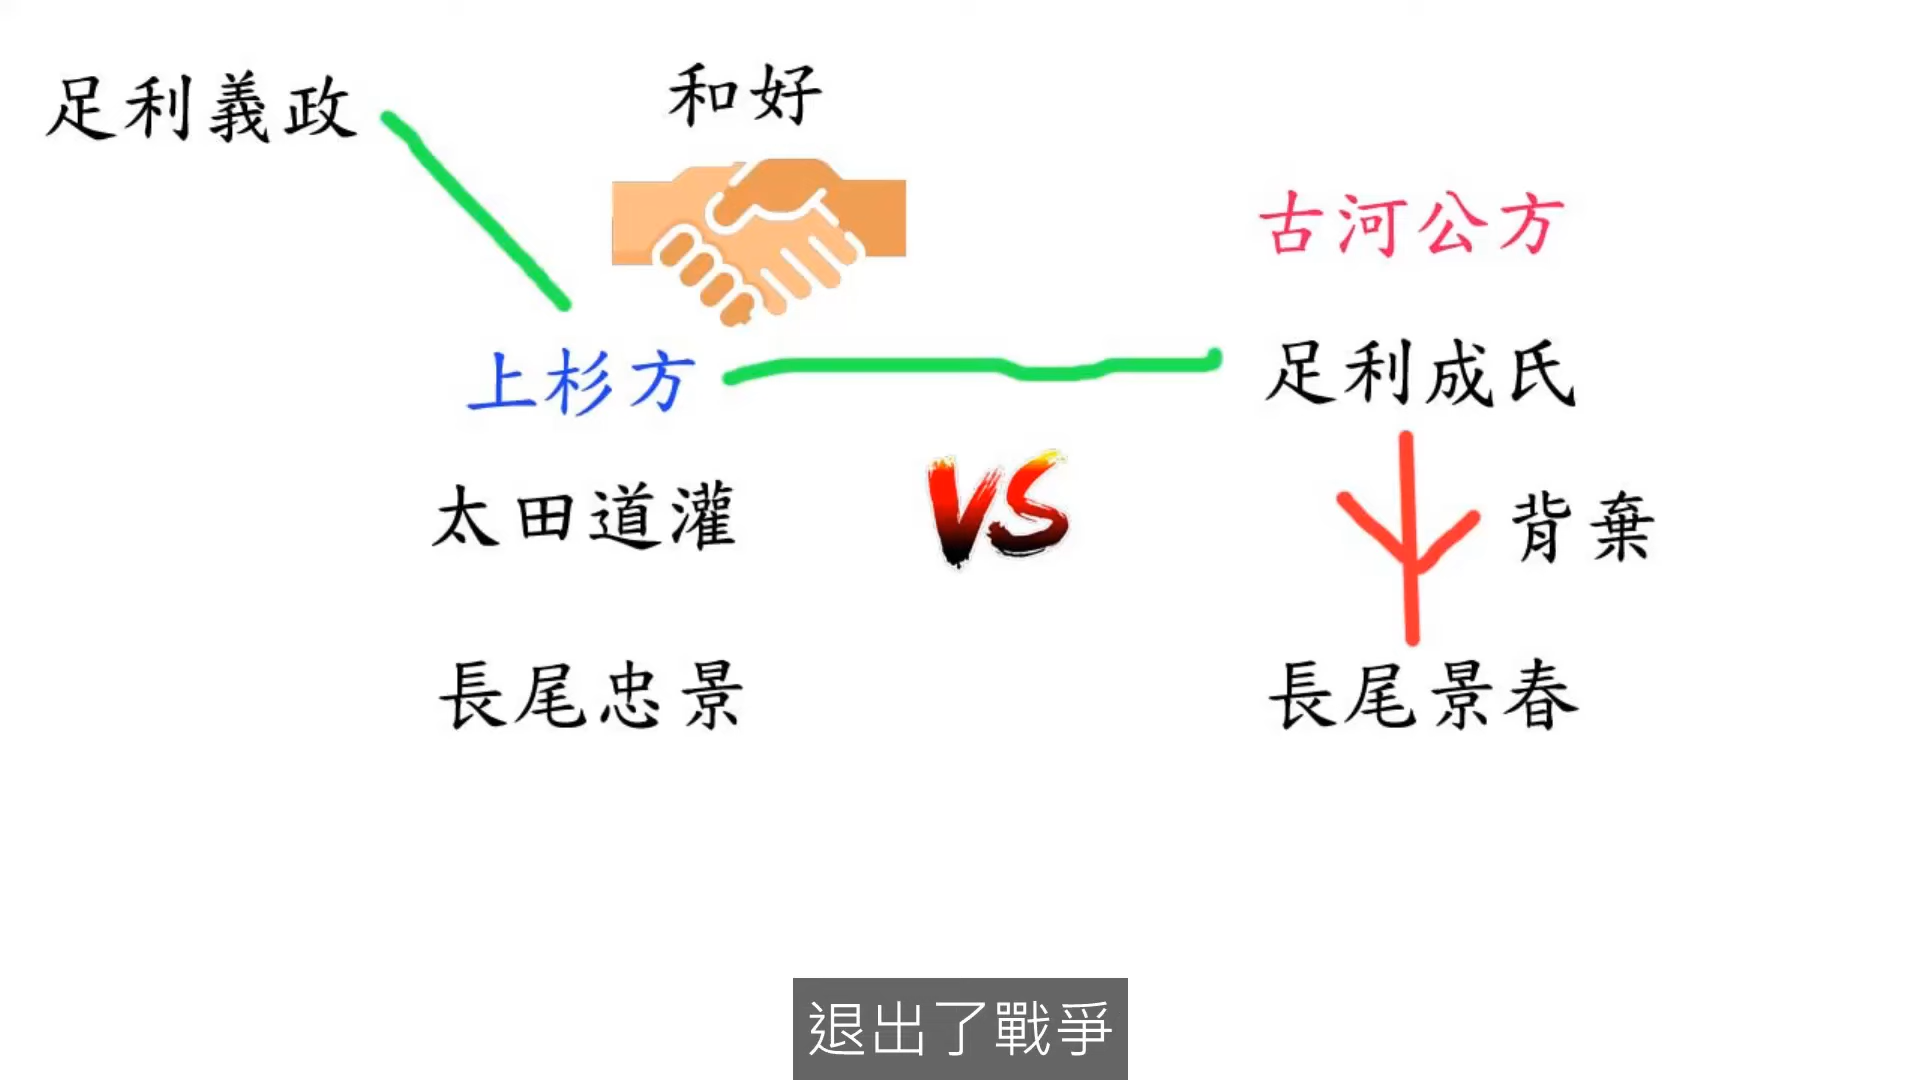 足利義政
和好
古河公方
上杉方
足利成氏
太田道灌
VS
背棄
長尾忠景
長尾景春
退出了戰爭